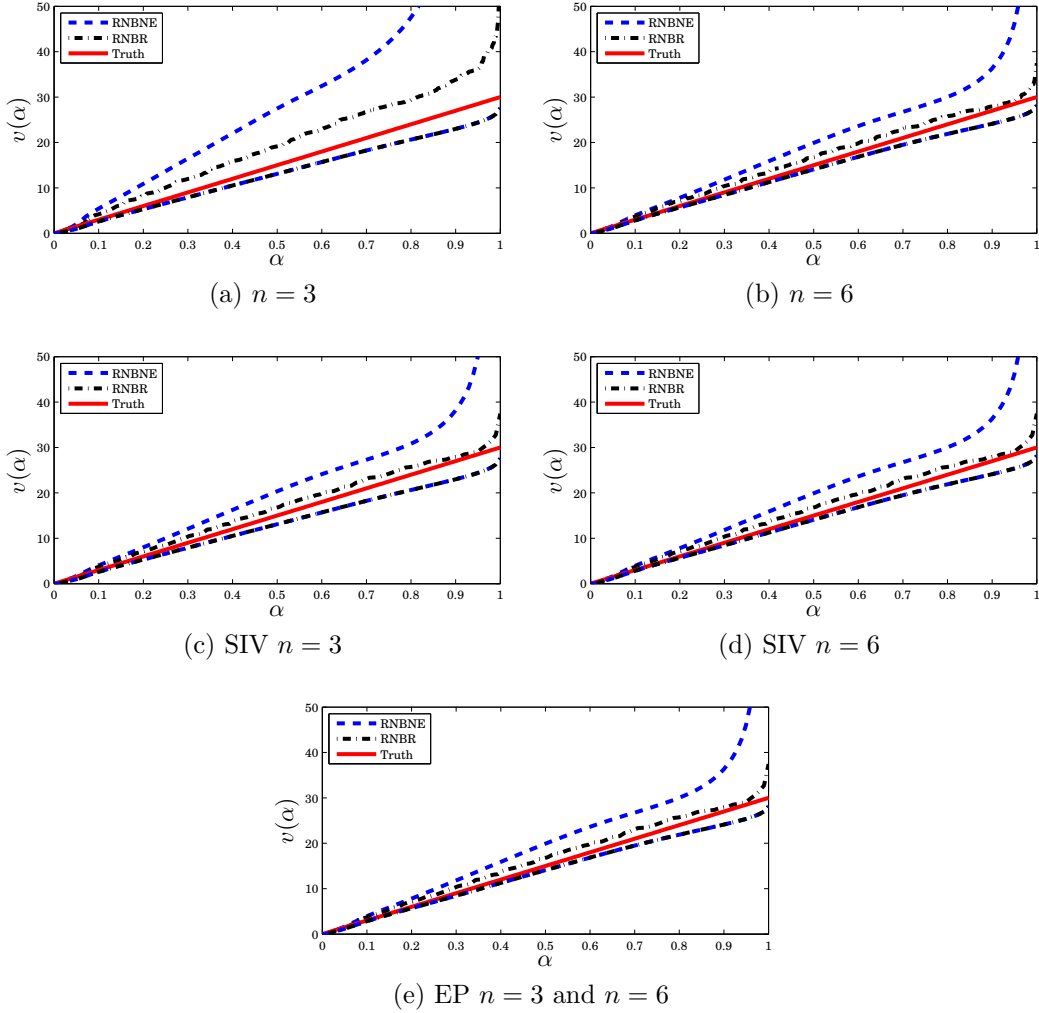 50
40
30
20
10
0
v(α)
RNBNE
RNBR
Truth
0 0.1 0.2 0.3 0.4 0.5 0.6 0.7 0.8 0.9 1
α
(a) n = 3
50
40
30
20
10
0
v(α)
RNBNE
RNBR
Truth
0 0.1 0.2 0.3 0.4 0.5 0.6 0.7 0.8 0.9 1
α
(b) n = 6
50
40
30
20
10
0
v(α)
RNBNE
RNBR
Truth
0 0.1 0.2 0.3 0.4 0.5 0.6 0.7 0.8 0.9 1
α
(c) SIV n = 3
50
40
30
20
10
0
v(α)
RNBNE
RNBR
Truth
0 0.1 0.2 0.3 0.4 0.5 0.6 0.7 0.8 0.9 1
α
(d) SIV n = 6
50
40
30
20
10
0
v(α)
RNBNE
RNBR
Truth
0 0.1 0.2 0.3 0.4 0.5 0.6 0.7 0.8 0.9 1
α
(e) EP n = 3 and n = 6